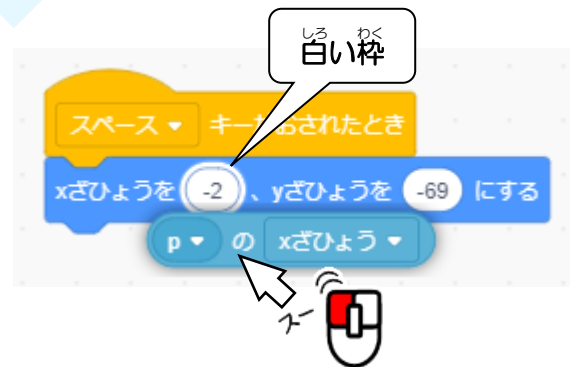 白い枠
しろ わく
スペース キーがおされたとき
xざひょうを -2 、yざひょうを -69 にする
p の xざひょう
スー